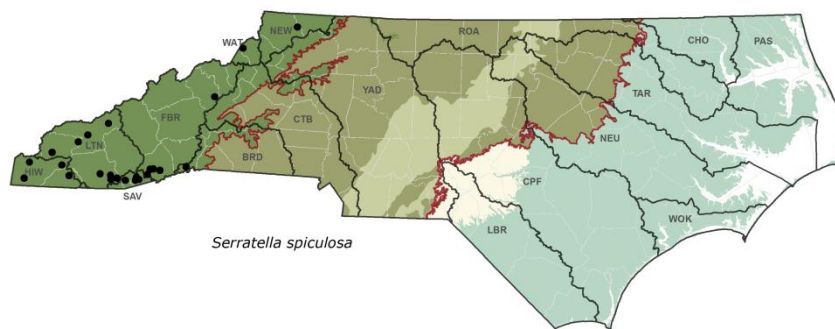 NEW
WAT
ROA
CHO
PAS
TAR
YAD
FBR
CTB
LTN
NEU
BRD
HIW
CPF
SAV
WOK
LBR
Serratella spiculosa